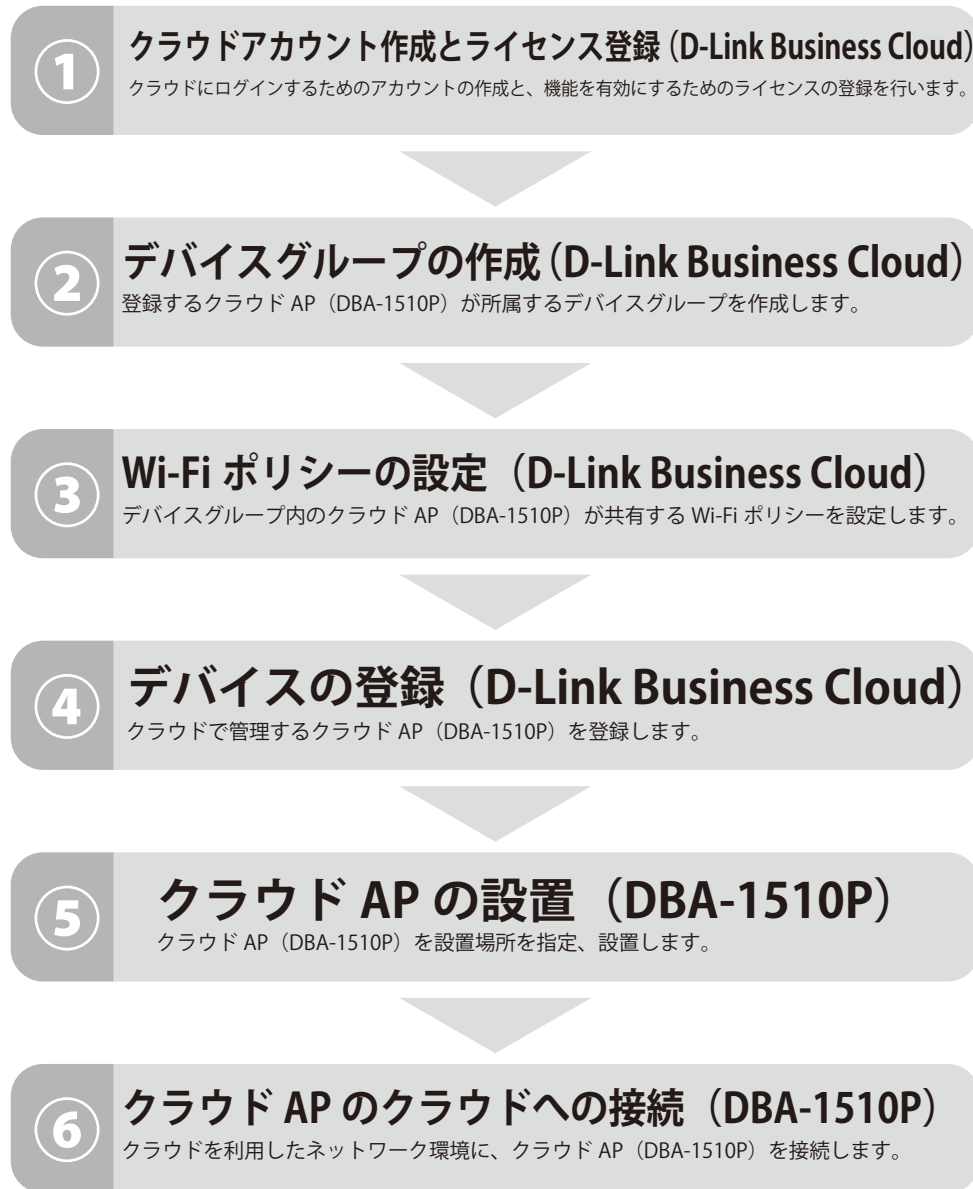 1
クラウドアカウント作成とライセンス登録（D-Link Business Cloud）
クラウドにログインするためのアカウントの作成と、機能を有効にするためのライセンスの登録を行います。
2
デバイスグループの作成（D-Link Business Cloud）
登録するクラウド AP（DBA-1510P）が所属するデバイスグループを作成します。
3
Wi-Fi ポリシーの設定（D-Link Business Cloud）
デバイスグループ内のクラウド AP（DBA-1510P）が共有する Wi-Fi ポリシーを設定します。
4
デバイスの登録（D-Link Business Cloud）
クラウドで管理するクラウド AP（DBA-1510P）を登録します。
5
クラウド AP の設置（DBA-1510P）
クラウド AP（DBA-1510P）を設置場所を指定、設置します。
6
クラウド AP のクラウドへの接続（DBA-1510P）
クラウドを利用したネットワーク環境に、クラウド AP（DBA-1510P）を接続します。